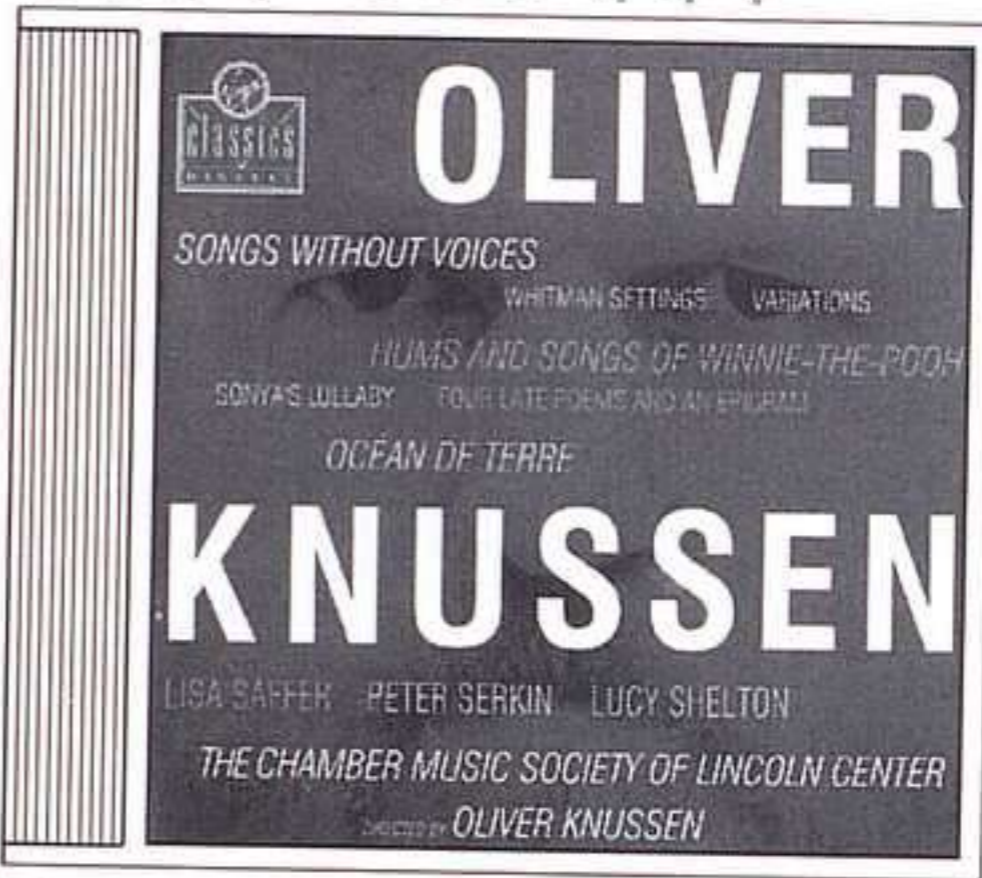 classics
OLIVER
SONGS WITHOUT VOICES
WHITMAN SETTINGS VARIATIONS
HUMS AND SONGS OF WINNIE-THE-POOH
SONYA'S LULLABY FOUR LATE POEMS AND AN EPIGRAM
OCÉAN DE TERRE
KNUSSEN
LISA SAFFER PETER SERKIN LUCY SHELTON
THE CHAMBER MUSIC SOCIETY OF LINCOLN CENTER
DIRECTED BY OLIVER KNUSSEN